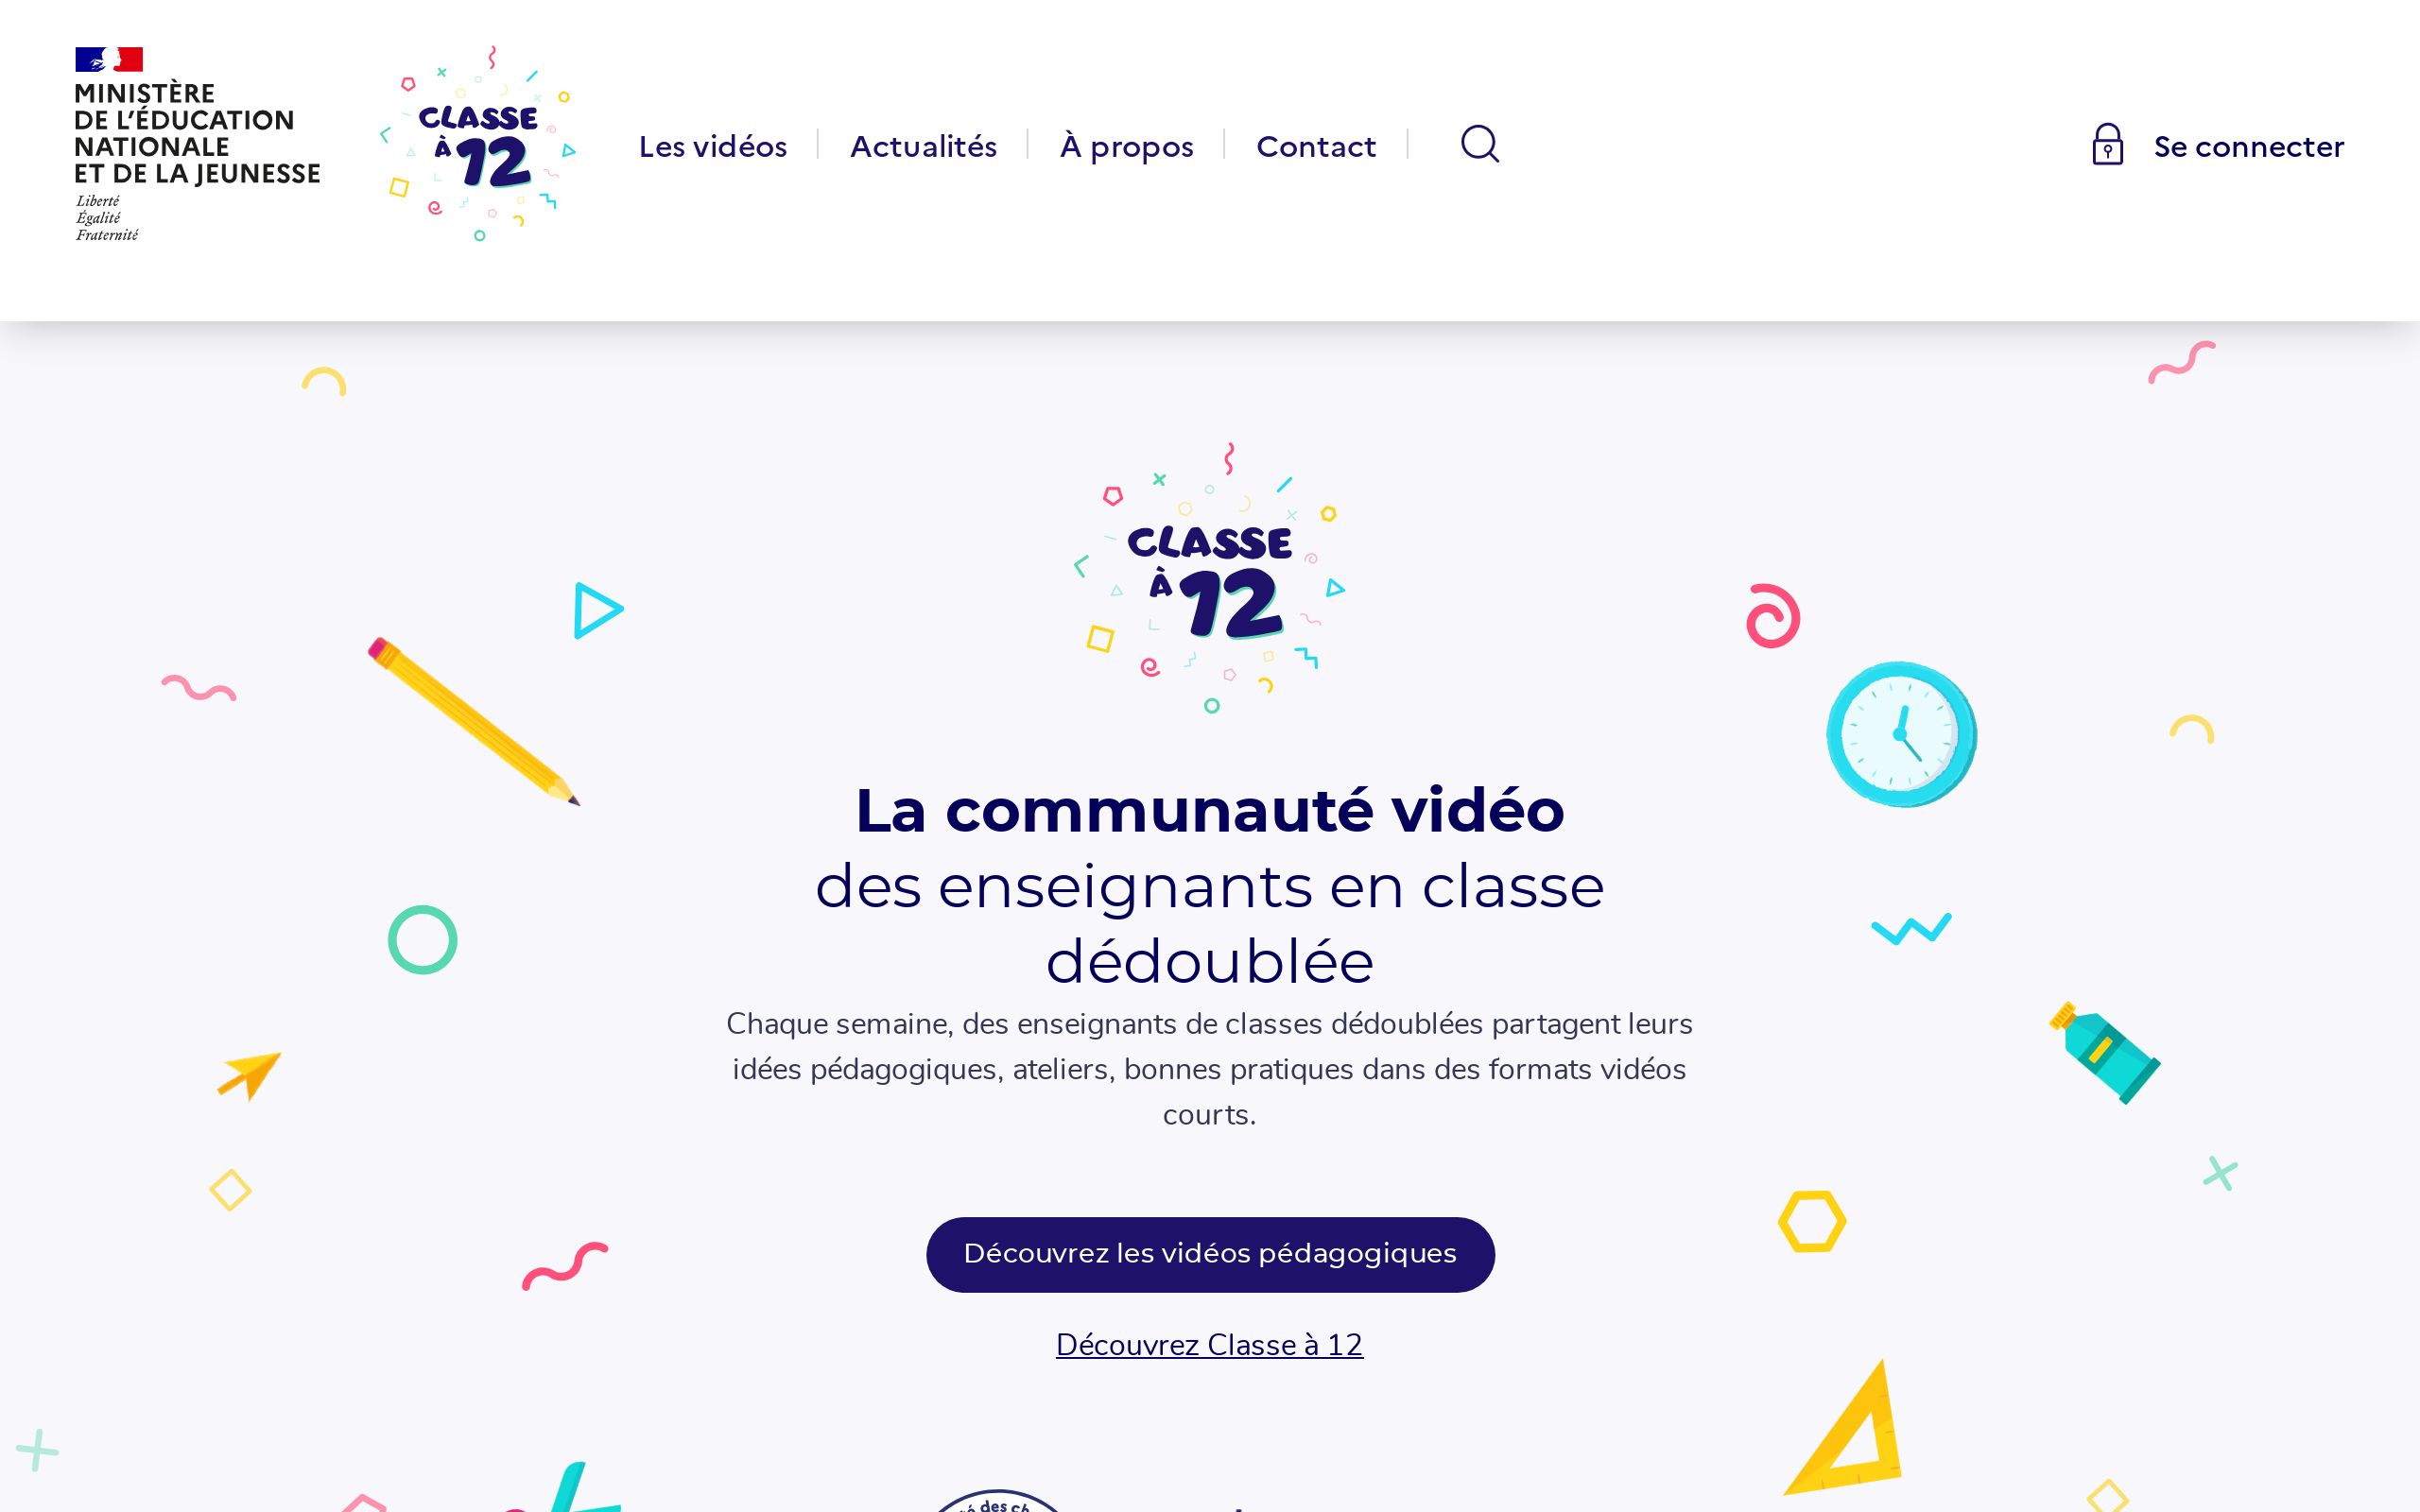 MINISTÈRE
DE L'ÉDUCATION
NATIONALE
ET DE LA JEUNESSE
Liberté
Égalité
Fraternité
CLASSE
À 12
Les vidéos
Actualités
À propos
Contact
Se connecter
CLASSE
À 12
La communauté vidéo
des enseignants en classe
dédoublée
Chaque semaine, des enseignants de classes dédoublées partagent leurs
idées pédagogiques, ateliers, bonnes pratiques dans des formats vidéos
courts.
Découvrez les vidéos pédagogiques
Découvrez Classe à 12
des